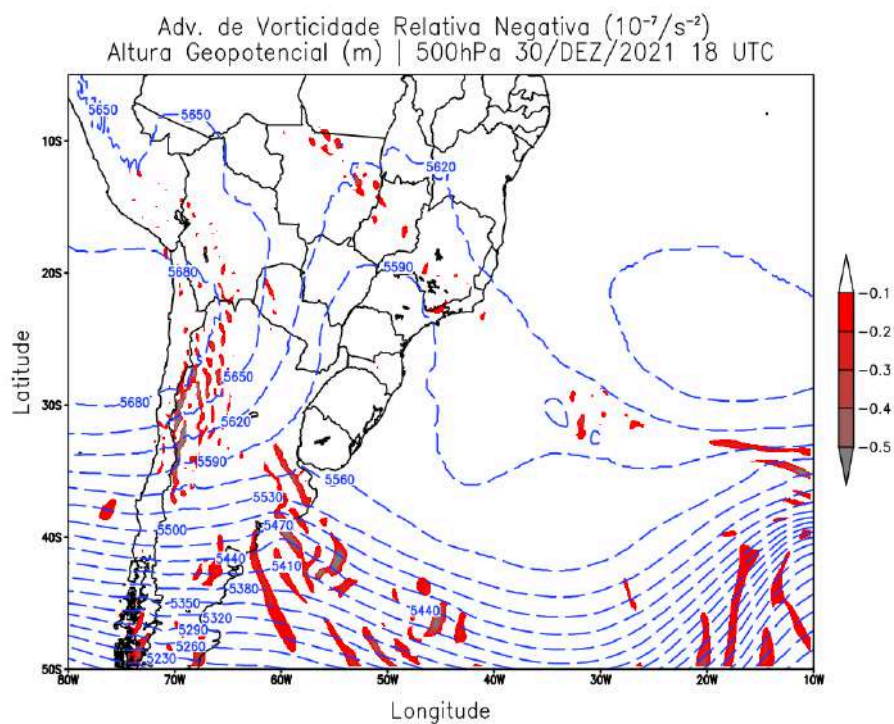 Adv. de Vorticidade Relativa Negativa (10⁻⁷/s⁻²)
Altura Geopotencial (m) | 500hPa 30/DEZ/2021 18 UTC
5650
5650
10S
5620
20S
5680
5590
-0.1
-0.2
-0.3
-0.4
-0.5
Latitude
5650
5680
30S
5620
5590
5560
5530
5500
5470
40S
5440
5410
5380
5350
5440
5320
5290
5260
5230
50S
80W
70W
60W
50W
40W
30W
20W
10W
Longitude